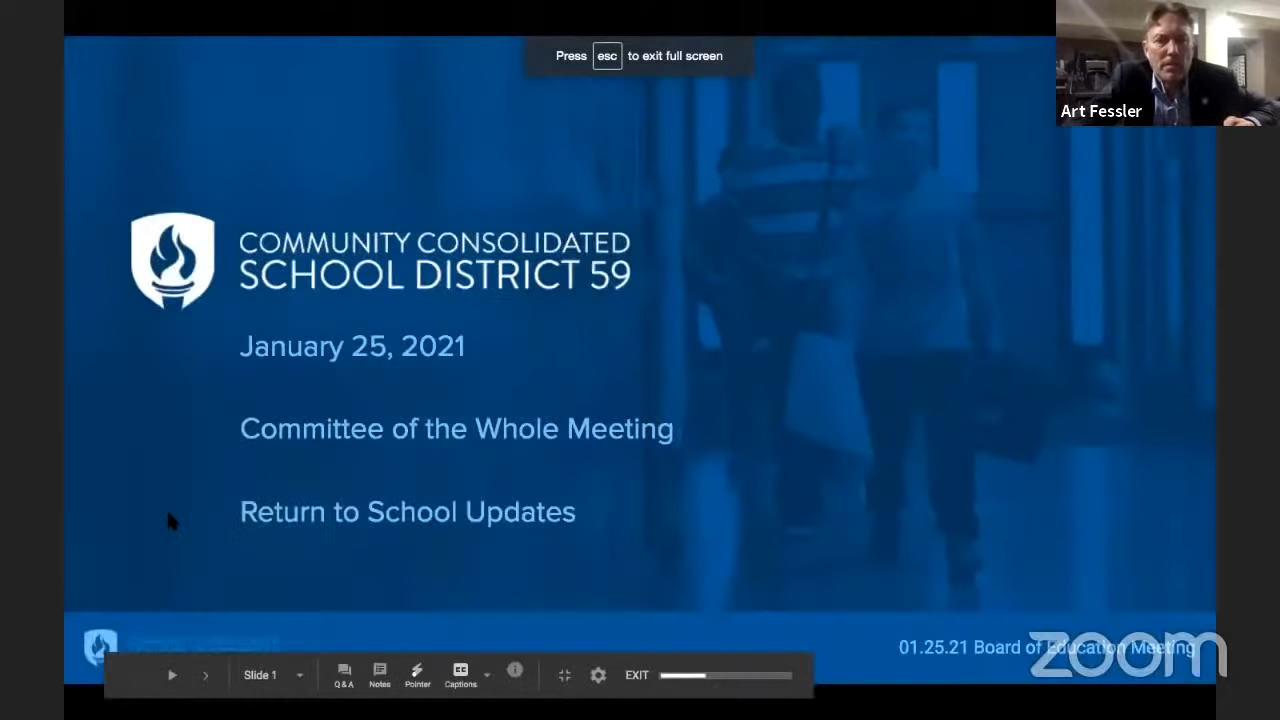 Press esc to exit full screen
Art Fessler
COMMUNITY CONSOLIDATED
SCHOOL DISTRICT 59
January 25, 2021
Committee of the Whole Meeting
Return to School Updates
01.25.21 Board of Education Meeting
zoom
Slide 1
Q & A
Notes
Pointer
CC
Captions
EXIT